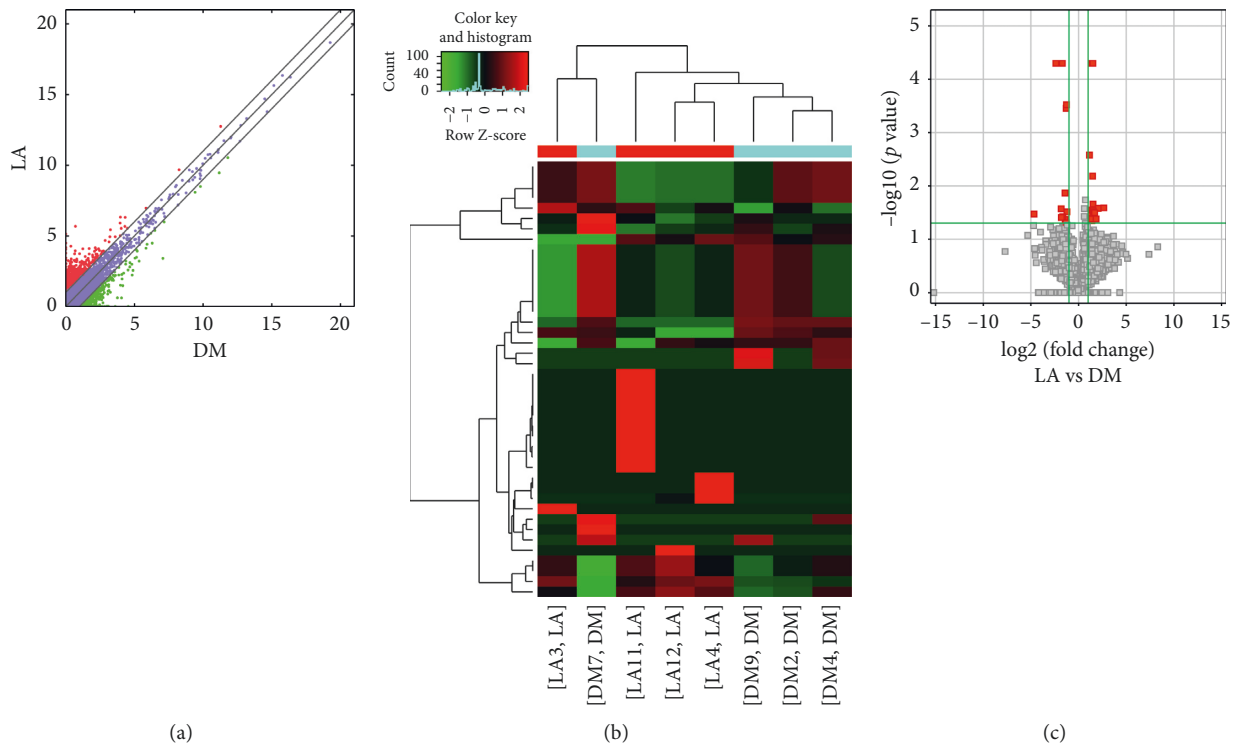 21
20
15
10
5
0
LA
0 5 10 15 20
DM
(a)
Color key
and histogram
100
40
0
Count
−2 −1 0 1 2
Row Z-score
[LA3, LA]
[DM7, DM]
[LA11, LA]
[LA12, LA]
[LA4, LA]
[DM9, DM]
[DM2, DM]
[DM4, DM]
(b)
5
4
3
2
1
0
−log10 (p value)
−15 −10 −5 0 5 10 15
log2 (fold change)
LA vs DM
(c)